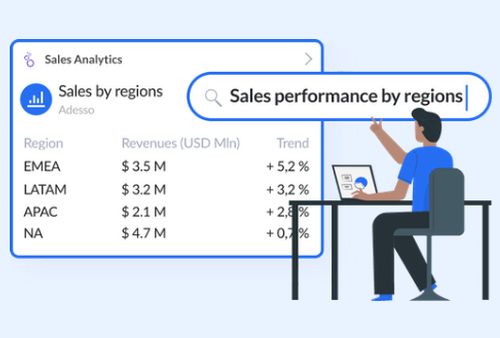 Sales Analytics
Sales by regions
Adesso
Sales performance by regions
Region Revenues (USD Mln) Trend
EMEA $ 3.5 M + 5,2 %
LATAM $ 3.2 M + 3,2 %
APAC $ 2.1 M + 2,8 %
NA $ 4.7 M + 0,7 %